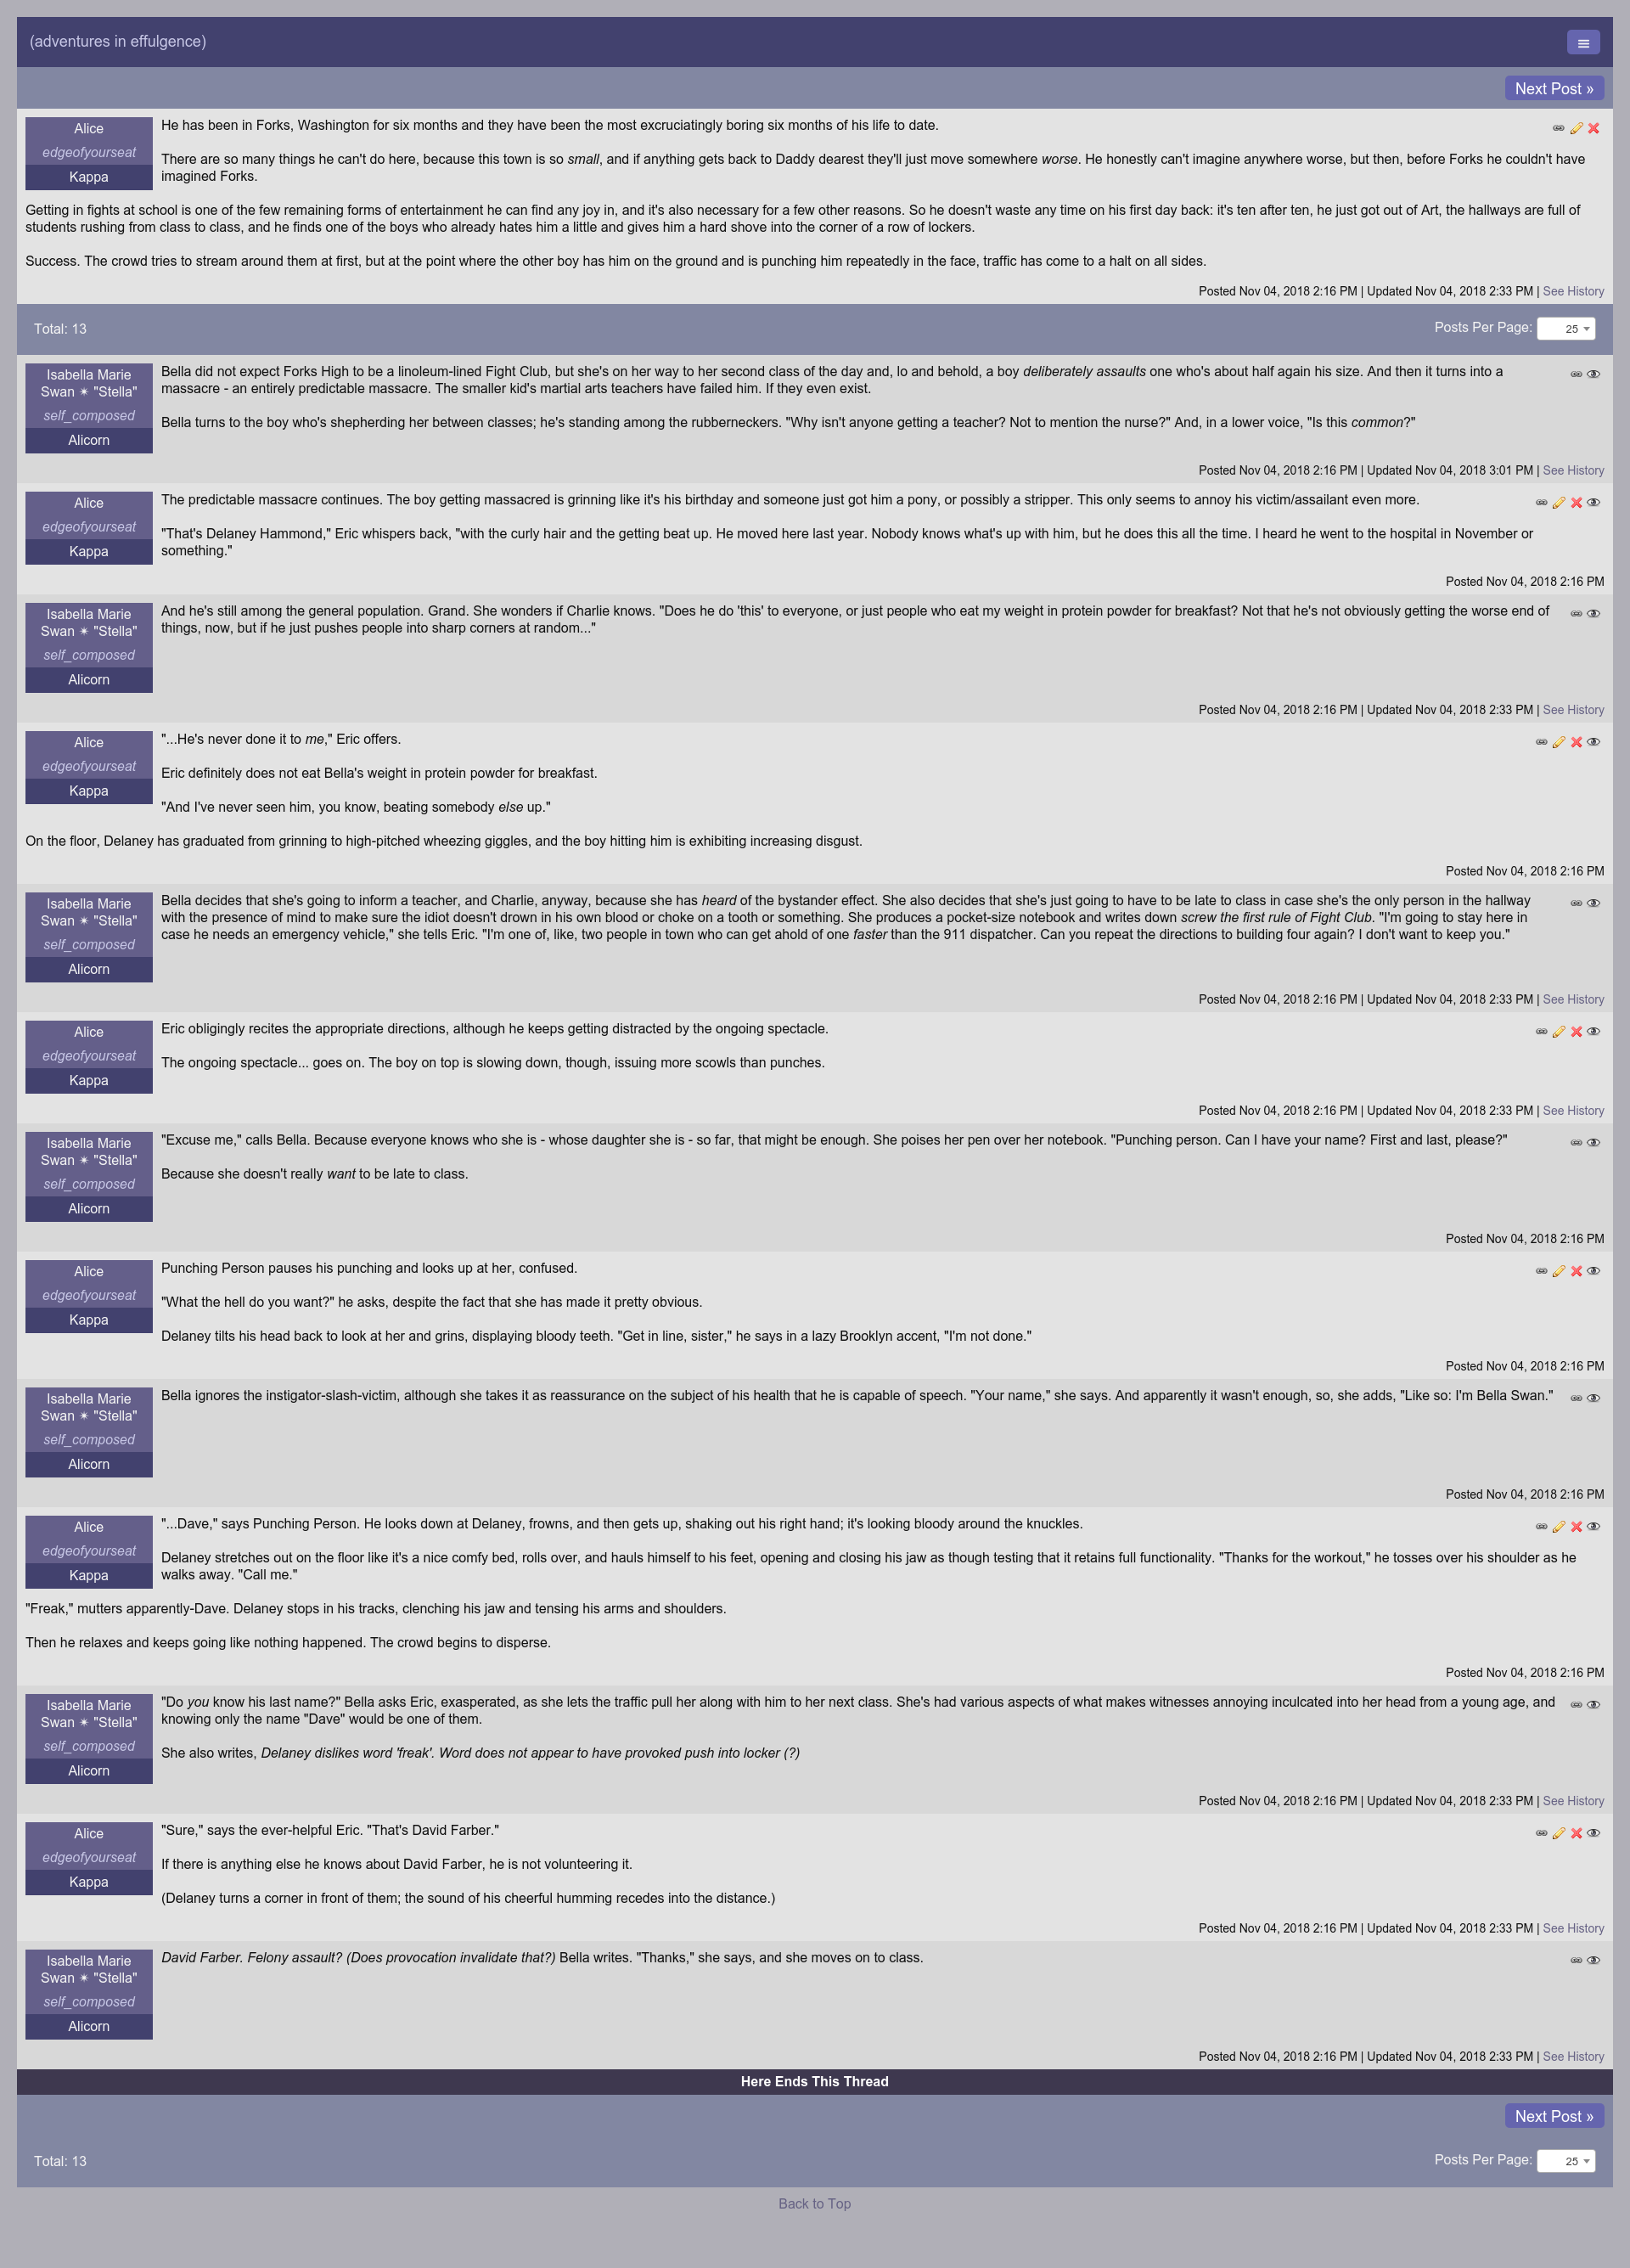 (adventures in effulgence)
Next Post »
Alice
edgeofyourseat
Kappa
He has been in Forks, Washington for six months and they have been the most excruciatingly boring six months of his life to date.
There are so many things he can't do here, because this town is so small, and if anything gets back to Daddy dearest they'll just move somewhere worse. He honestly can't imagine anywhere worse, but then, before Forks he couldn't have
imagined Forks.
Getting in fights at school is one of the few remaining forms of entertainment he can find any joy in, and it's also necessary for a few other reasons. So he doesn't waste any time on his first day back: it's ten after ten, he just got out of Art, the hallways are full of
students rushing from class to class, and he finds one of the boys who already hates him a little and gives him a hard shove into the corner of a row of lockers.
Success. The crowd tries to stream around them at first, but at the point where the other boy has him on the ground and is punching him repeatedly in the face, traffic has come to a halt on all sides.
Posted Nov 04, 2018 2:16 PM | Updated Nov 04, 2018 2:33 PM | See History
Total: 13
Posts Per Page: 25
Isabella Marie
Swan ✴ "Stella"
self_composed
Alicorn
Bella did not expect Forks High to be a linoleum-lined Fight Club, but she's on her way to her second class of the day and, lo and behold, a boy deliberately assaults one who's about half again his size. And then it turns into a
massacre - an entirely predictable massacre. The smaller kid's martial arts teachers have failed him. If they even exist.
Bella turns to the boy who's shepherding her between classes; he's standing among the rubberneckers. "Why isn't anyone getting a teacher? Not to mention the nurse?" And, in a lower voice, "Is this common?"
Posted Nov 04, 2018 2:16 PM | Updated Nov 04, 2018 3:01 PM | See History
Alice
edgeofyourseat
Kappa
The predictable massacre continues. The boy getting massacred is grinning like it's his birthday and someone just got him a pony, or possibly a stripper. This only seems to annoy his victim/assailant even more.
"That's Delaney Hammond," Eric whispers back, "with the curly hair and the getting beat up. He moved here last year. Nobody knows what's up with him, but he does this all the time. I heard he went to the hospital in November or
something."
Posted Nov 04, 2018 2:16 PM
Isabella Marie
Swan ✴ "Stella"
self_composed
Alicorn
And he's still among the general population. Grand. She wonders if Charlie knows. "Does he do 'this' to everyone, or just people who eat my weight in protein powder for breakfast? Not that he's not obviously getting the worse end of
things, now, but if he just pushes people into sharp corners at random..."
Posted Nov 04, 2018 2:16 PM | Updated Nov 04, 2018 2:33 PM | See History
Alice
edgeofyourseat
Kappa
"...He's never done it to me," Eric offers.
Eric definitely does not eat Bella's weight in protein powder for breakfast.
"And I've never seen him, you know, beating somebody else up."
On the floor, Delaney has graduated from grinning to high-pitched wheezing giggles, and the boy hitting him is exhibiting increasing disgust.
Posted Nov 04, 2018 2:16 PM
Isabella Marie
Swan ✴ "Stella"
self_composed
Alicorn
Bella decides that she's going to inform a teacher, and Charlie, anyway, because she has heard of the bystander effect. She also decides that she's just going to have to be late to class in case she's the only person in the hallway
with the presence of mind to make sure the idiot doesn't drown in his own blood or choke on a tooth or something. She produces a pocket-size notebook and writes down screw the first rule of Fight Club. "I'm going to stay here in
case he needs an emergency vehicle," she tells Eric. "I'm one of, like, two people in town who can get ahold of one faster than the 911 dispatcher. Can you repeat the directions to building four again? I don't want to keep you."
Posted Nov 04, 2018 2:16 PM | Updated Nov 04, 2018 2:33 PM | See History
Alice
edgeofyourseat
Kappa
Eric obligingly recites the appropriate directions, although he keeps getting distracted by the ongoing spectacle.
The ongoing spectacle... goes on. The boy on top is slowing down, though, issuing more scowls than punches.
Posted Nov 04, 2018 2:16 PM | Updated Nov 04, 2018 2:33 PM | See History
Isabella Marie
Swan ✴ "Stella"
self_composed
Alicorn
"Excuse me," calls Bella. Because everyone knows who she is - whose daughter she is - so far, that might be enough. She poises her pen over her notebook. "Punching person. Can I have your name? First and last, please?"
Because she doesn't really want to be late to class.
Posted Nov 04, 2018 2:16 PM
Alice
edgeofyourseat
Kappa
Punching Person pauses his punching and looks up at her, confused.
"What the hell do you want?" he asks, despite the fact that she has made it pretty obvious.
Delaney tilts his head back to look at her and grins, displaying bloody teeth. "Get in line, sister," he says in a lazy Brooklyn accent, "I'm not done."
Posted Nov 04, 2018 2:16 PM
Isabella Marie
Swan ✴ "Stella"
self_composed
Alicorn
Bella ignores the instigator-slash-victim, although she takes it as reassurance on the subject of his health that he is capable of speech. "Your name," she says. And apparently it wasn't enough, so, she adds, "Like so: I'm Bella Swan."
Posted Nov 04, 2018 2:16 PM
Alice
edgeofyourseat
Kappa
"...Dave," says Punching Person. He looks down at Delaney, frowns, and then gets up, shaking out his right hand; it's looking bloody around the knuckles.
Delaney stretches out on the floor like it's a nice comfy bed, rolls over, and hauls himself to his feet, opening and closing his jaw as though testing that it retains full functionality. "Thanks for the workout," he tosses over his shoulder as he
walks away. "Call me."
"Freak," mutters apparently-Dave. Delaney stops in his tracks, clenching his jaw and tensing his arms and shoulders.
Then he relaxes and keeps going like nothing happened. The crowd begins to disperse.
Posted Nov 04, 2018 2:16 PM
Isabella Marie
Swan ✴ "Stella"
self_composed
Alicorn
"Do you know his last name?" Bella asks Eric, exasperated, as she lets the traffic pull her along with him to her next class. She's had various aspects of what makes witnesses annoying inculcated into her head from a young age, and
knowing only the name "Dave" would be one of them.
She also writes, Delaney dislikes word 'freak'. Word does not appear to have provoked push into locker (?)
Posted Nov 04, 2018 2:16 PM | Updated Nov 04, 2018 2:33 PM | See History
Alice
edgeofyourseat
Kappa
"Sure," says the ever-helpful Eric. "That's David Farber."
If there is anything else he knows about David Farber, he is not volunteering it.
(Delaney turns a corner in front of them; the sound of his cheerful humming recedes into the distance.)
Posted Nov 04, 2018 2:16 PM | Updated Nov 04, 2018 2:33 PM | See History
Isabella Marie
Swan ✴ "Stella"
self_composed
Alicorn
David Farber. Felony assault? (Does provocation invalidate that?) Bella writes. "Thanks," she says, and she moves on to class.
Posted Nov 04, 2018 2:16 PM | Updated Nov 04, 2018 2:33 PM | See History
Here Ends This Thread
Next Post »
Total: 13
Posts Per Page: 25
Back to Top